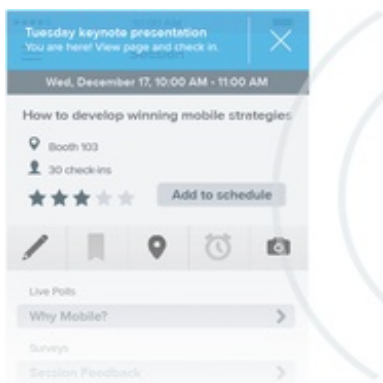 Tuesday keynote presentation
You are here! View page and check in.
Session
Wed, December 17, 10:00 AM - 11:00 AM
How to develop winning mobile strategies
Booth 103
30 check-ins
Add to schedule
Live Polls
Why Mobile?
Surveys
Session Feedback